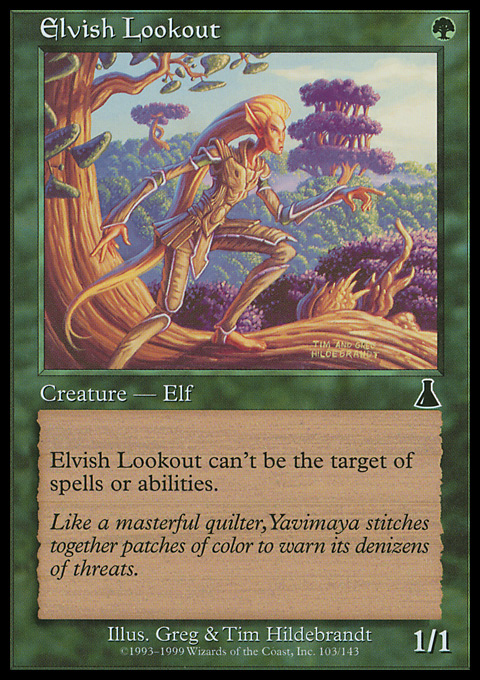 Elvish Lookout
TIM AND GREG
HILDEBRANDT
Creature — Elf
Elvish Lookout can't be the target of
spells or abilities.
Like a masterful quilter, Yavimaya stitches
together patches of color to warn its denizens
of threats.
Illus. Greg & Tim Hildebrandt
©1993–1999 Wizards of the Coast, Inc. 103/143
1/1